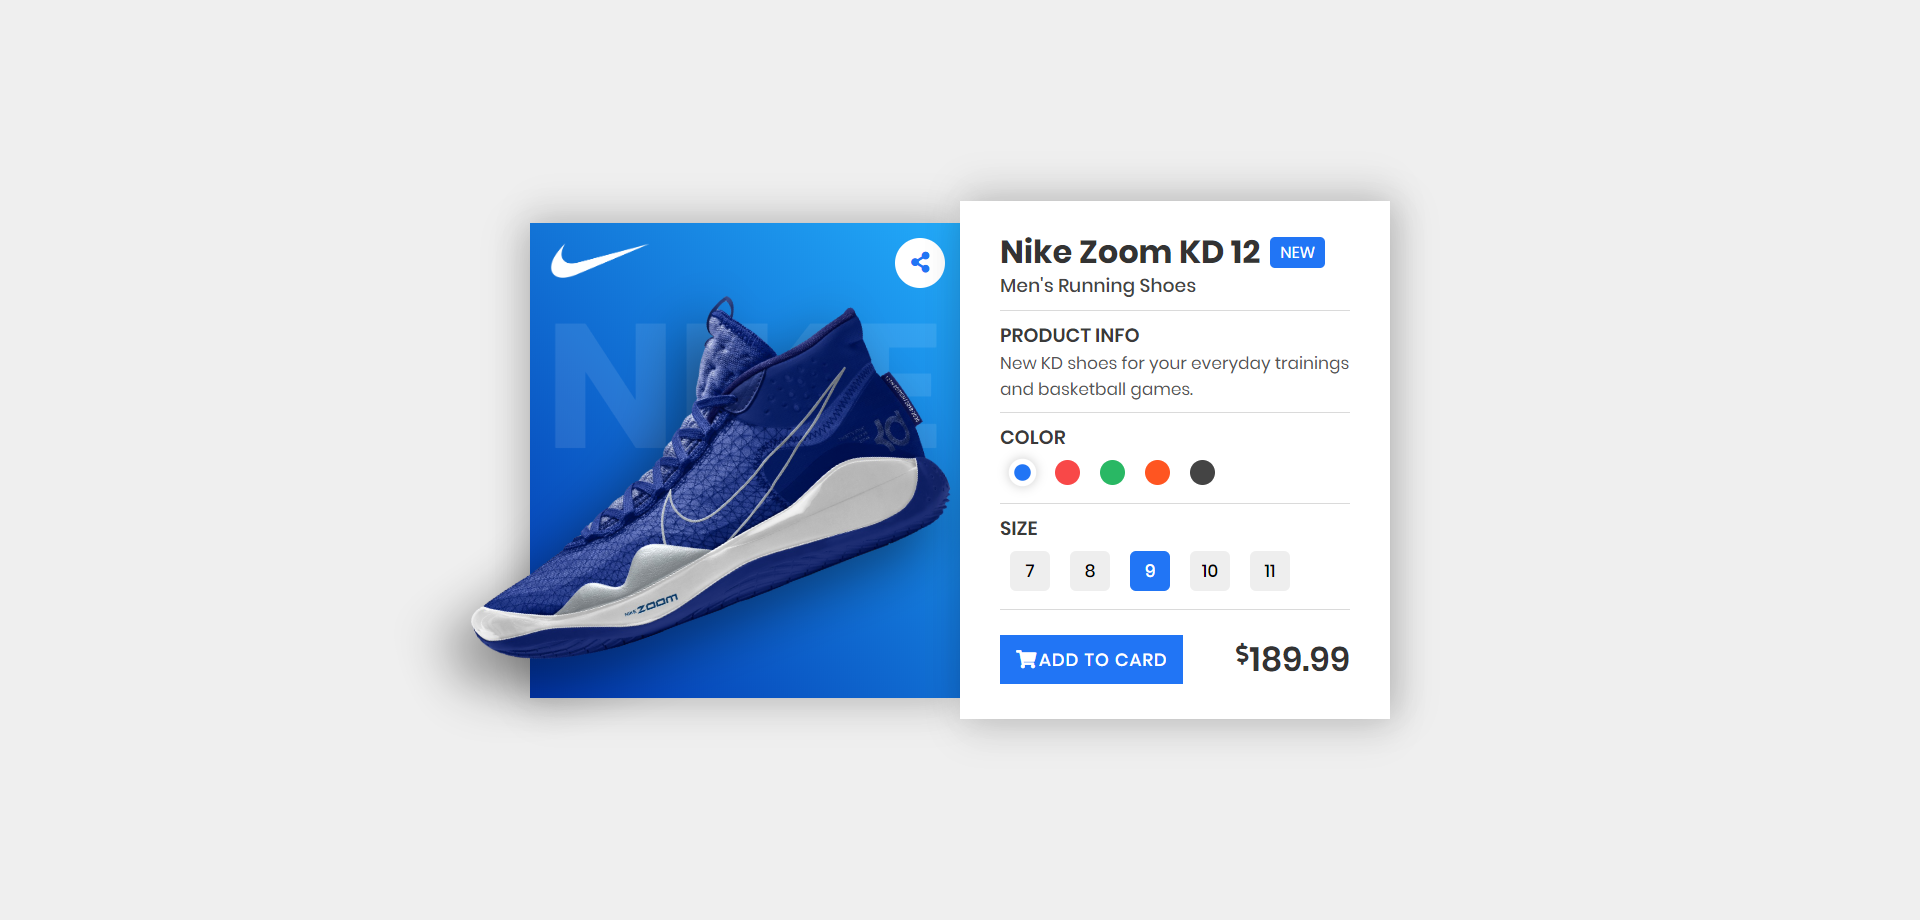 NIKE
NIKE ZOOM
Nike Zoom KD 12 NEW
Men's Running Shoes
PRODUCT INFO
New KD shoes for your everyday trainings
and basketball games.
COLOR
SIZE
7 8 9 10 11
ADD TO CARD $189.99